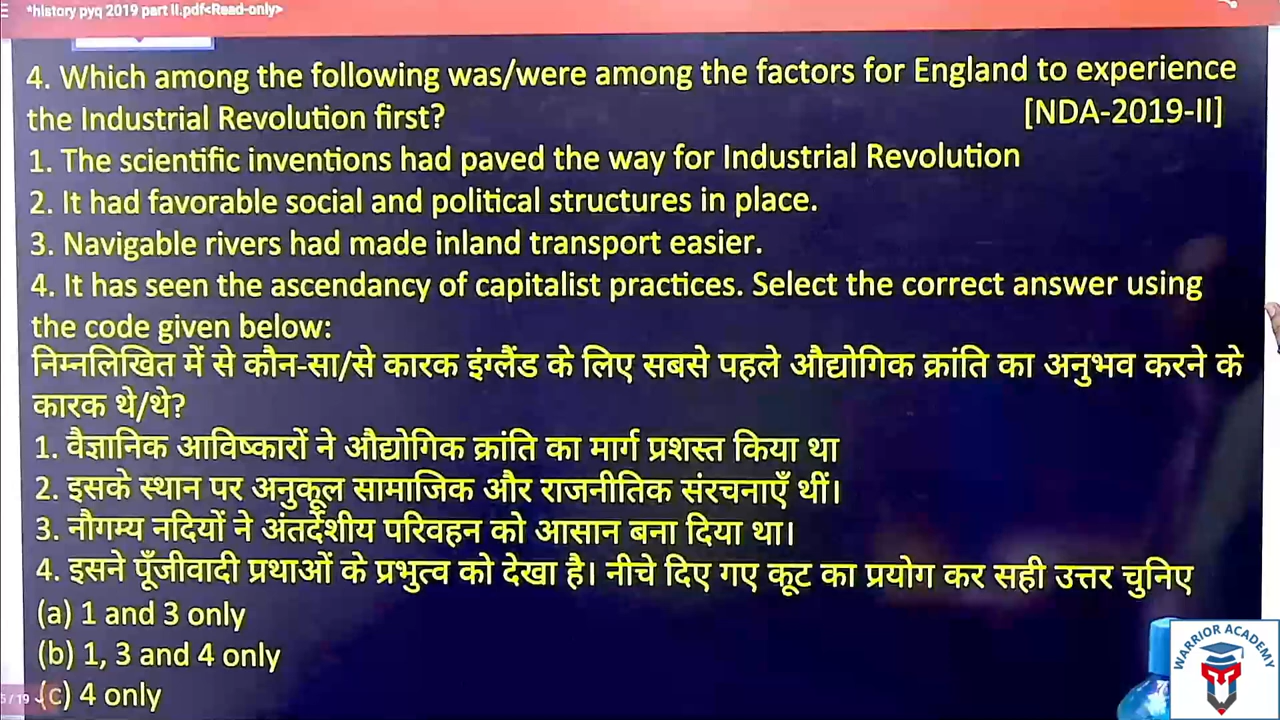 *history pyq 2019 part II.pdf<Read-only>
4. Which among the following was/were among the factors for England to experience
the Industrial Revolution first? [NDA-2019-II]
1. The scientific inventions had paved the way for Industrial Revolution
2. It had favorable social and political structures in place.
3. Navigable rivers had made inland transport easier.
4. It has seen the ascendancy of capitalist practices. Select the correct answer using
the code given below:
निम्नलिखित में से कौन-सा/से कारक इंग्लैंड के लिए सबसे पहले औद्योगिक क्रांति का अनुभव करने के
कारक थे/थे?
1. वैज्ञानिक आविष्कारों ने औद्योगिक क्रांति का मार्ग प्रशस्त किया था
2. इसके स्थान पर अनुकूल सामाजिक और राजनीतिक संरचनाएँ थीं।
3. नौगम्य नदियों ने अंतर्देशीय परिवहन को आसान बना दिया था।
4. इसने पूँजीवादी प्रथाओं के प्रभुत्व को देखा है। नीचे दिए गए कूट का प्रयोग कर सही उत्तर चुनिए
(a) 1 and 3 only
(b) 1, 3 and 4 only
(c) 4 only
5/19
WARRIOR ACADEMY